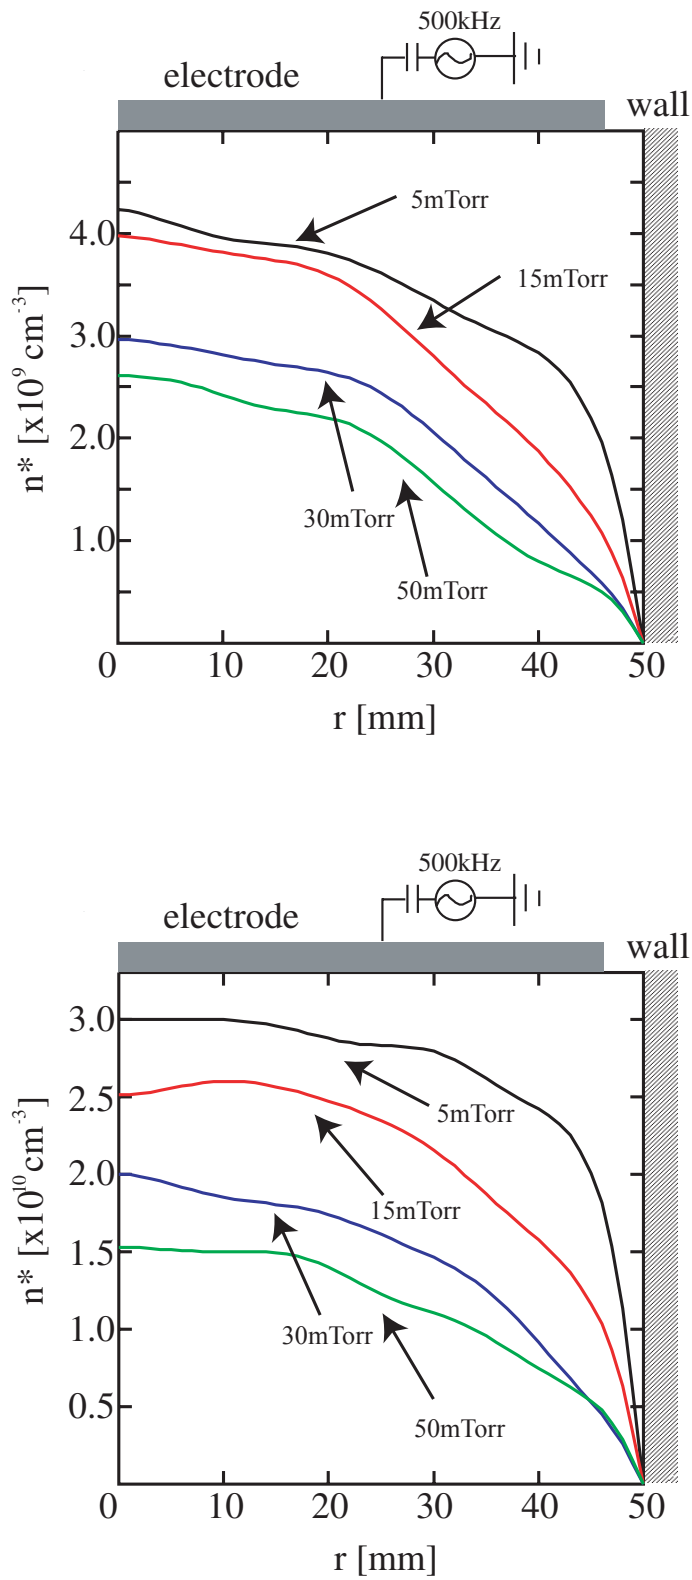 500kHz
electrode
wall
5mTorr
4.0
15mTorr
3.0
n* [x10⁹ cm⁻³]
2.0
30mTorr
1.0
50mTorr
0 10 20 30 40 50
r [mm]
500kHz
electrode
wall
3.0
2.5
5mTorr
2.0
15mTorr
n* [x10¹⁰ cm⁻³]
1.5
30mTorr
1.0
50mTorr
0.5
0 10 20 30 40 50
r [mm]